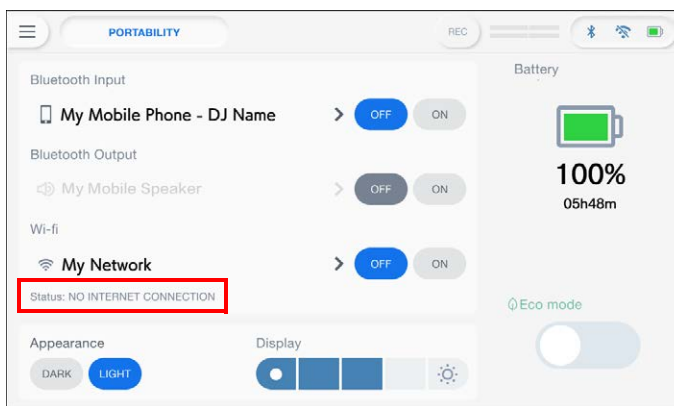 PORTABILITY
REC
Bluetooth Input
My Mobile Phone - DJ Name
OFF
ON
Bluetooth Output
My Mobile Speaker
OFF
ON
Wi-fi
My Network
OFF
ON
Status: NO INTERNET CONNECTION
Battery
100%
05h48m
Eco mode
Appearance
DARK
LIGHT
Display